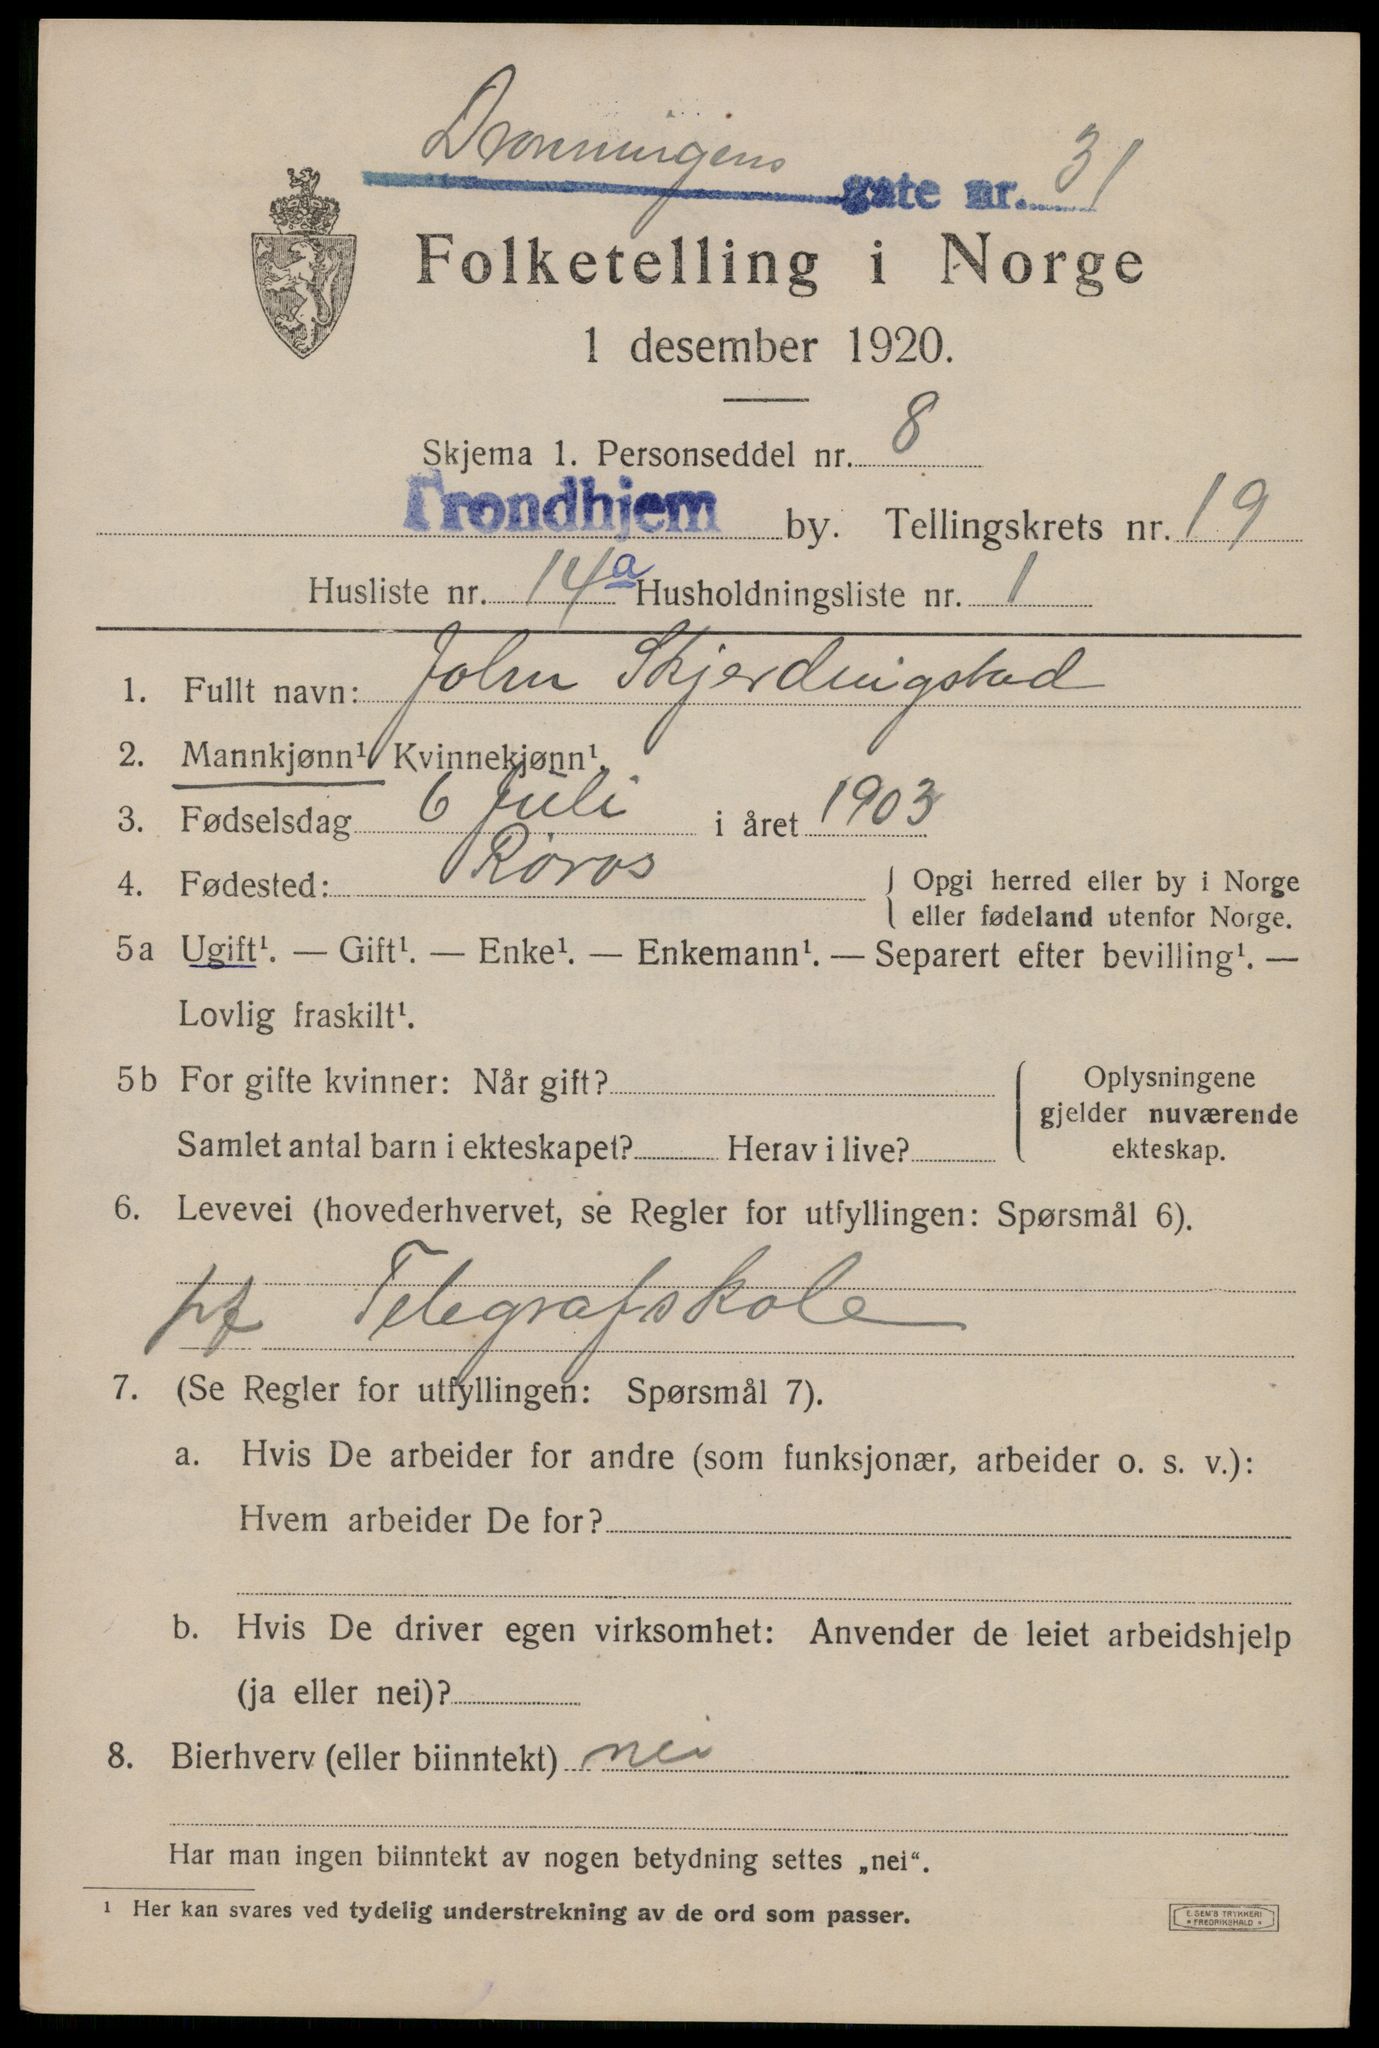 Dronningens gate nr. 31
Folketelling i Norge
1 desember 1920.
Skjema 1. Personseddel nr. 8
Trondhjem by. Tellingskrets nr. 19
Husliste nr. 14a Husholdningsliste nr. 1
1. Fullt navn: John Skjerdingstad
2. Mannkjønn¹. Kvinnekjønn¹.
3. Fødselsdag 6 Juli i året 1903
4. Fødested: Røros Opgi herred eller by i Norge
eller fødeland utenfor Norge.
5a Ugift¹. — Gift¹. — Enke¹. — Enkemann¹. — Separert efter bevilling¹. —
Lovlig fraskilt¹.
5b For gifte kvinner: Når gift? Oplysningene
gjelder nuværende
Samlet antal barn i ekteskapet? Herav i live? ekteskap.
6. Levevei (hovederhvervet, se Regler for utfyllingen: Spørsmål 6).
pf Telegrafskole
7. (Se Regler for utfyllingen: Spørsmål 7).
a. Hvis De arbeider for andre (som funksjonær, arbeider o. s. v.):
Hvem arbeider De for?
b. Hvis De driver egen virksomhet: Anvender de leiet arbeidshjelp
(ja eller nei)?
8. Bierhverv (eller biinntekt) nei
Har man ingen biinntekt av nogen betydning settes „nei“.
¹ Her kan svares ved tydelig understrekning av de ord som passer.
E. SEM'S TRYKKERI
* FREDRIKSHALD *